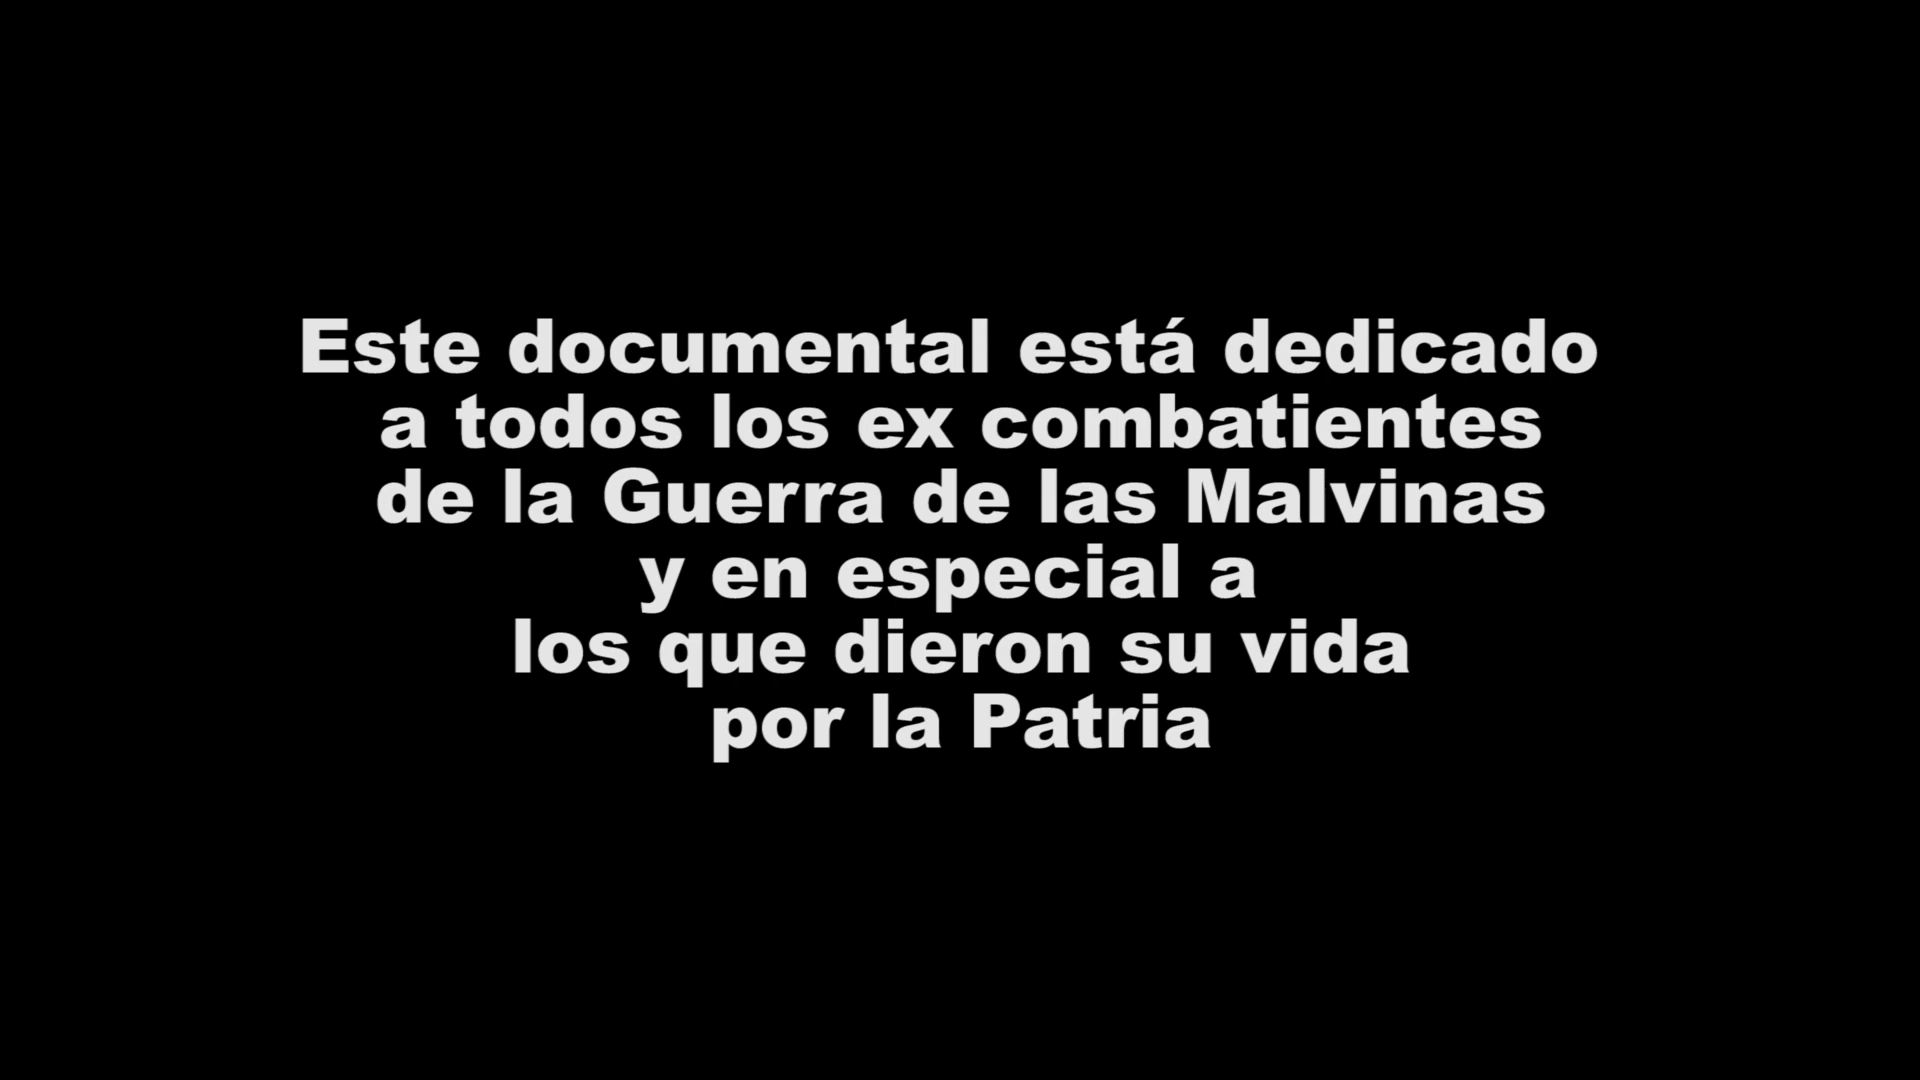 Este documental está dedicado
a todos los ex combatientes
de la Guerra de las Malvinas
y en especial a
los que dieron su vida
por la Patria